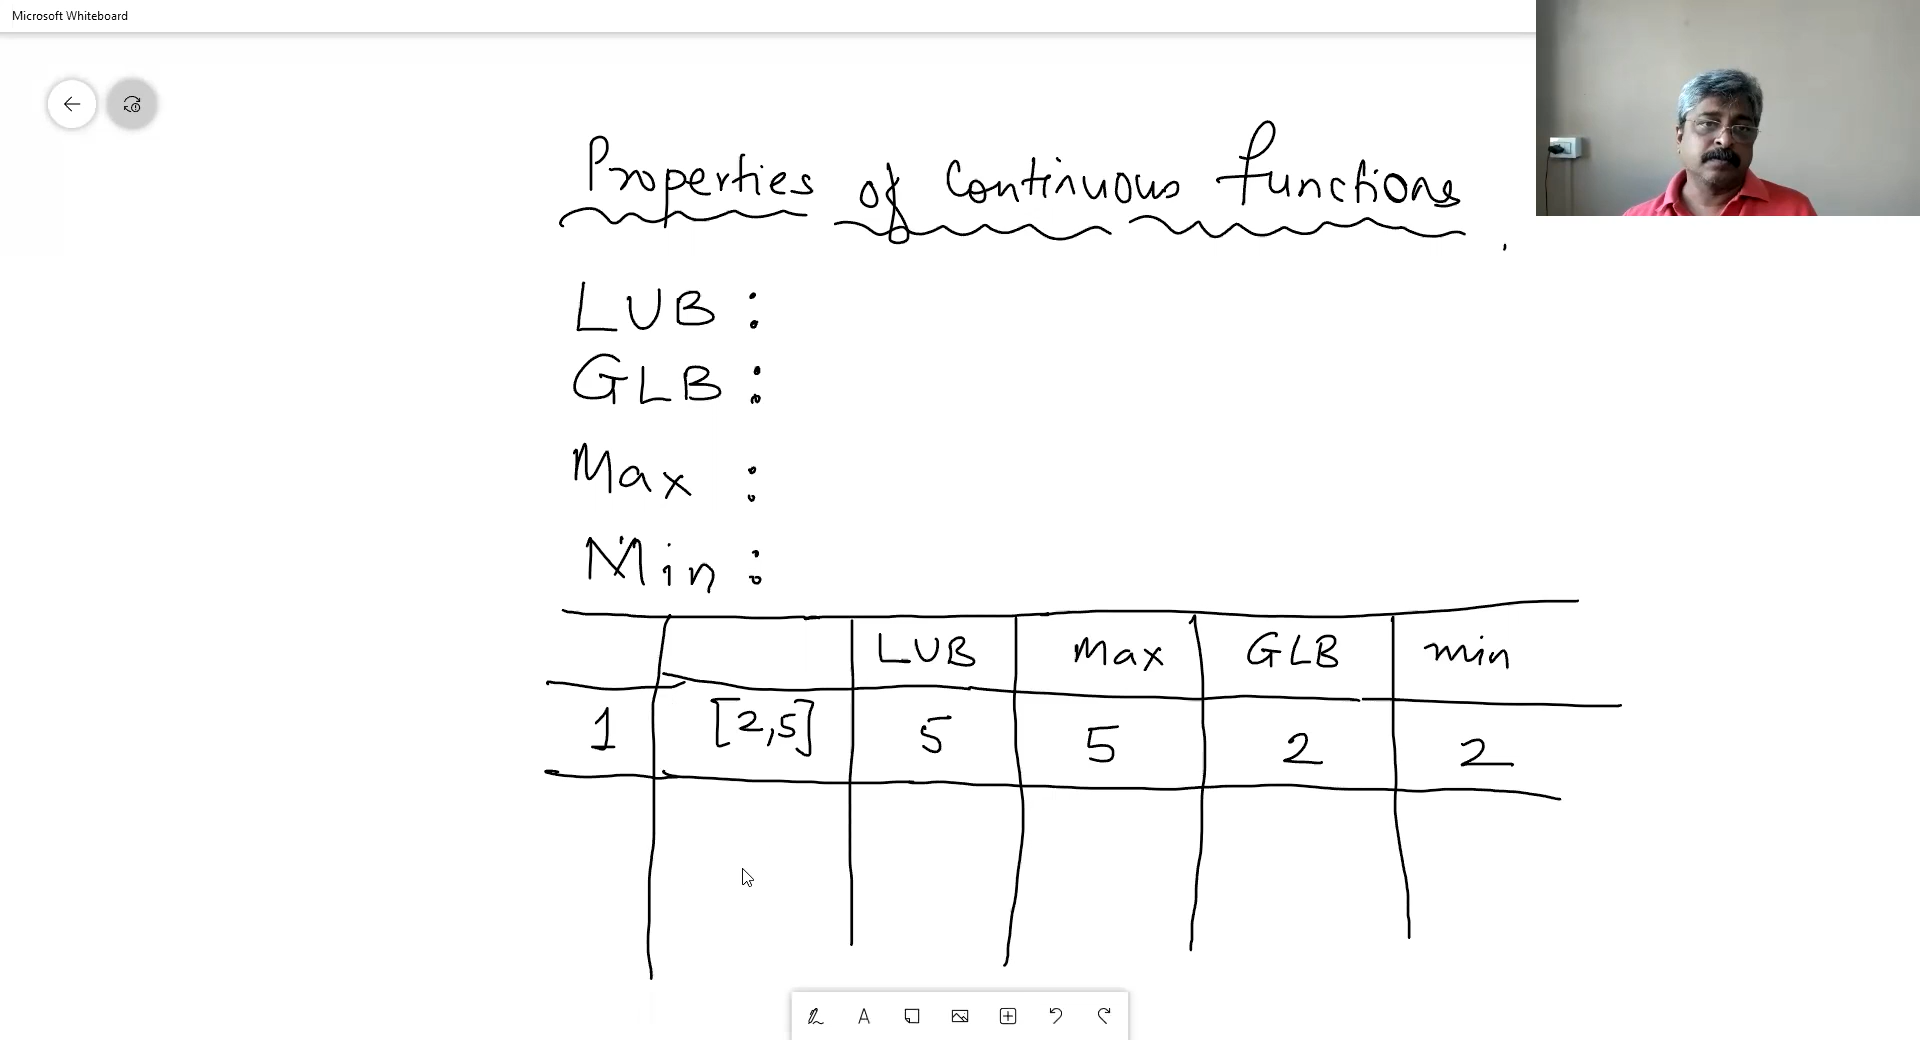 Microsoft Whiteboard
Properties of Continuous functions.
LUB :
GLB :
Max :
Min :
LUB Max GLB min
1 [2,5] 5 5 2 2
A